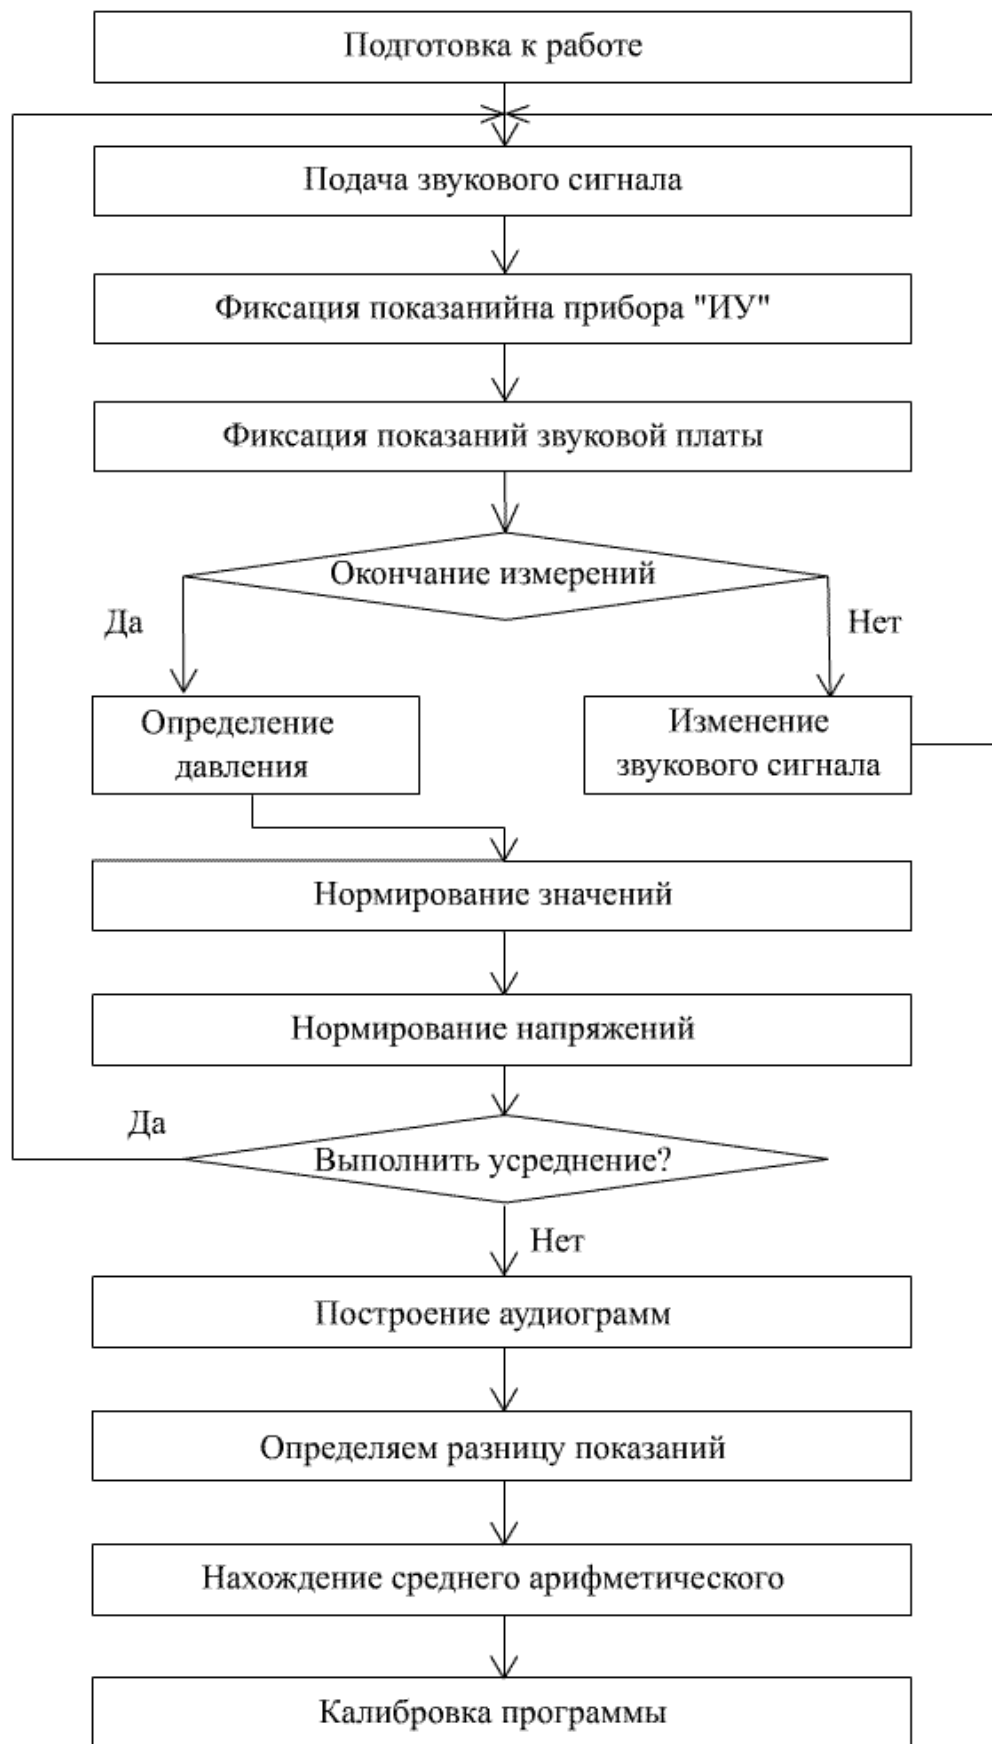 Подготовка к работе
Подача звукового сигнала
Фиксация показанийна прибора "ИУ"
Фиксация показаний звуковой платы
Окончание измерений
Да
Нет
Определение
давления
Изменение
звукового сигнала
Нормирование значений
Нормирование напряжений
Да
Выполнить усреднение?
Нет
Построение аудиограмм
Определяем разницу показаний
Нахождение среднего арифметического
Калибровка программы